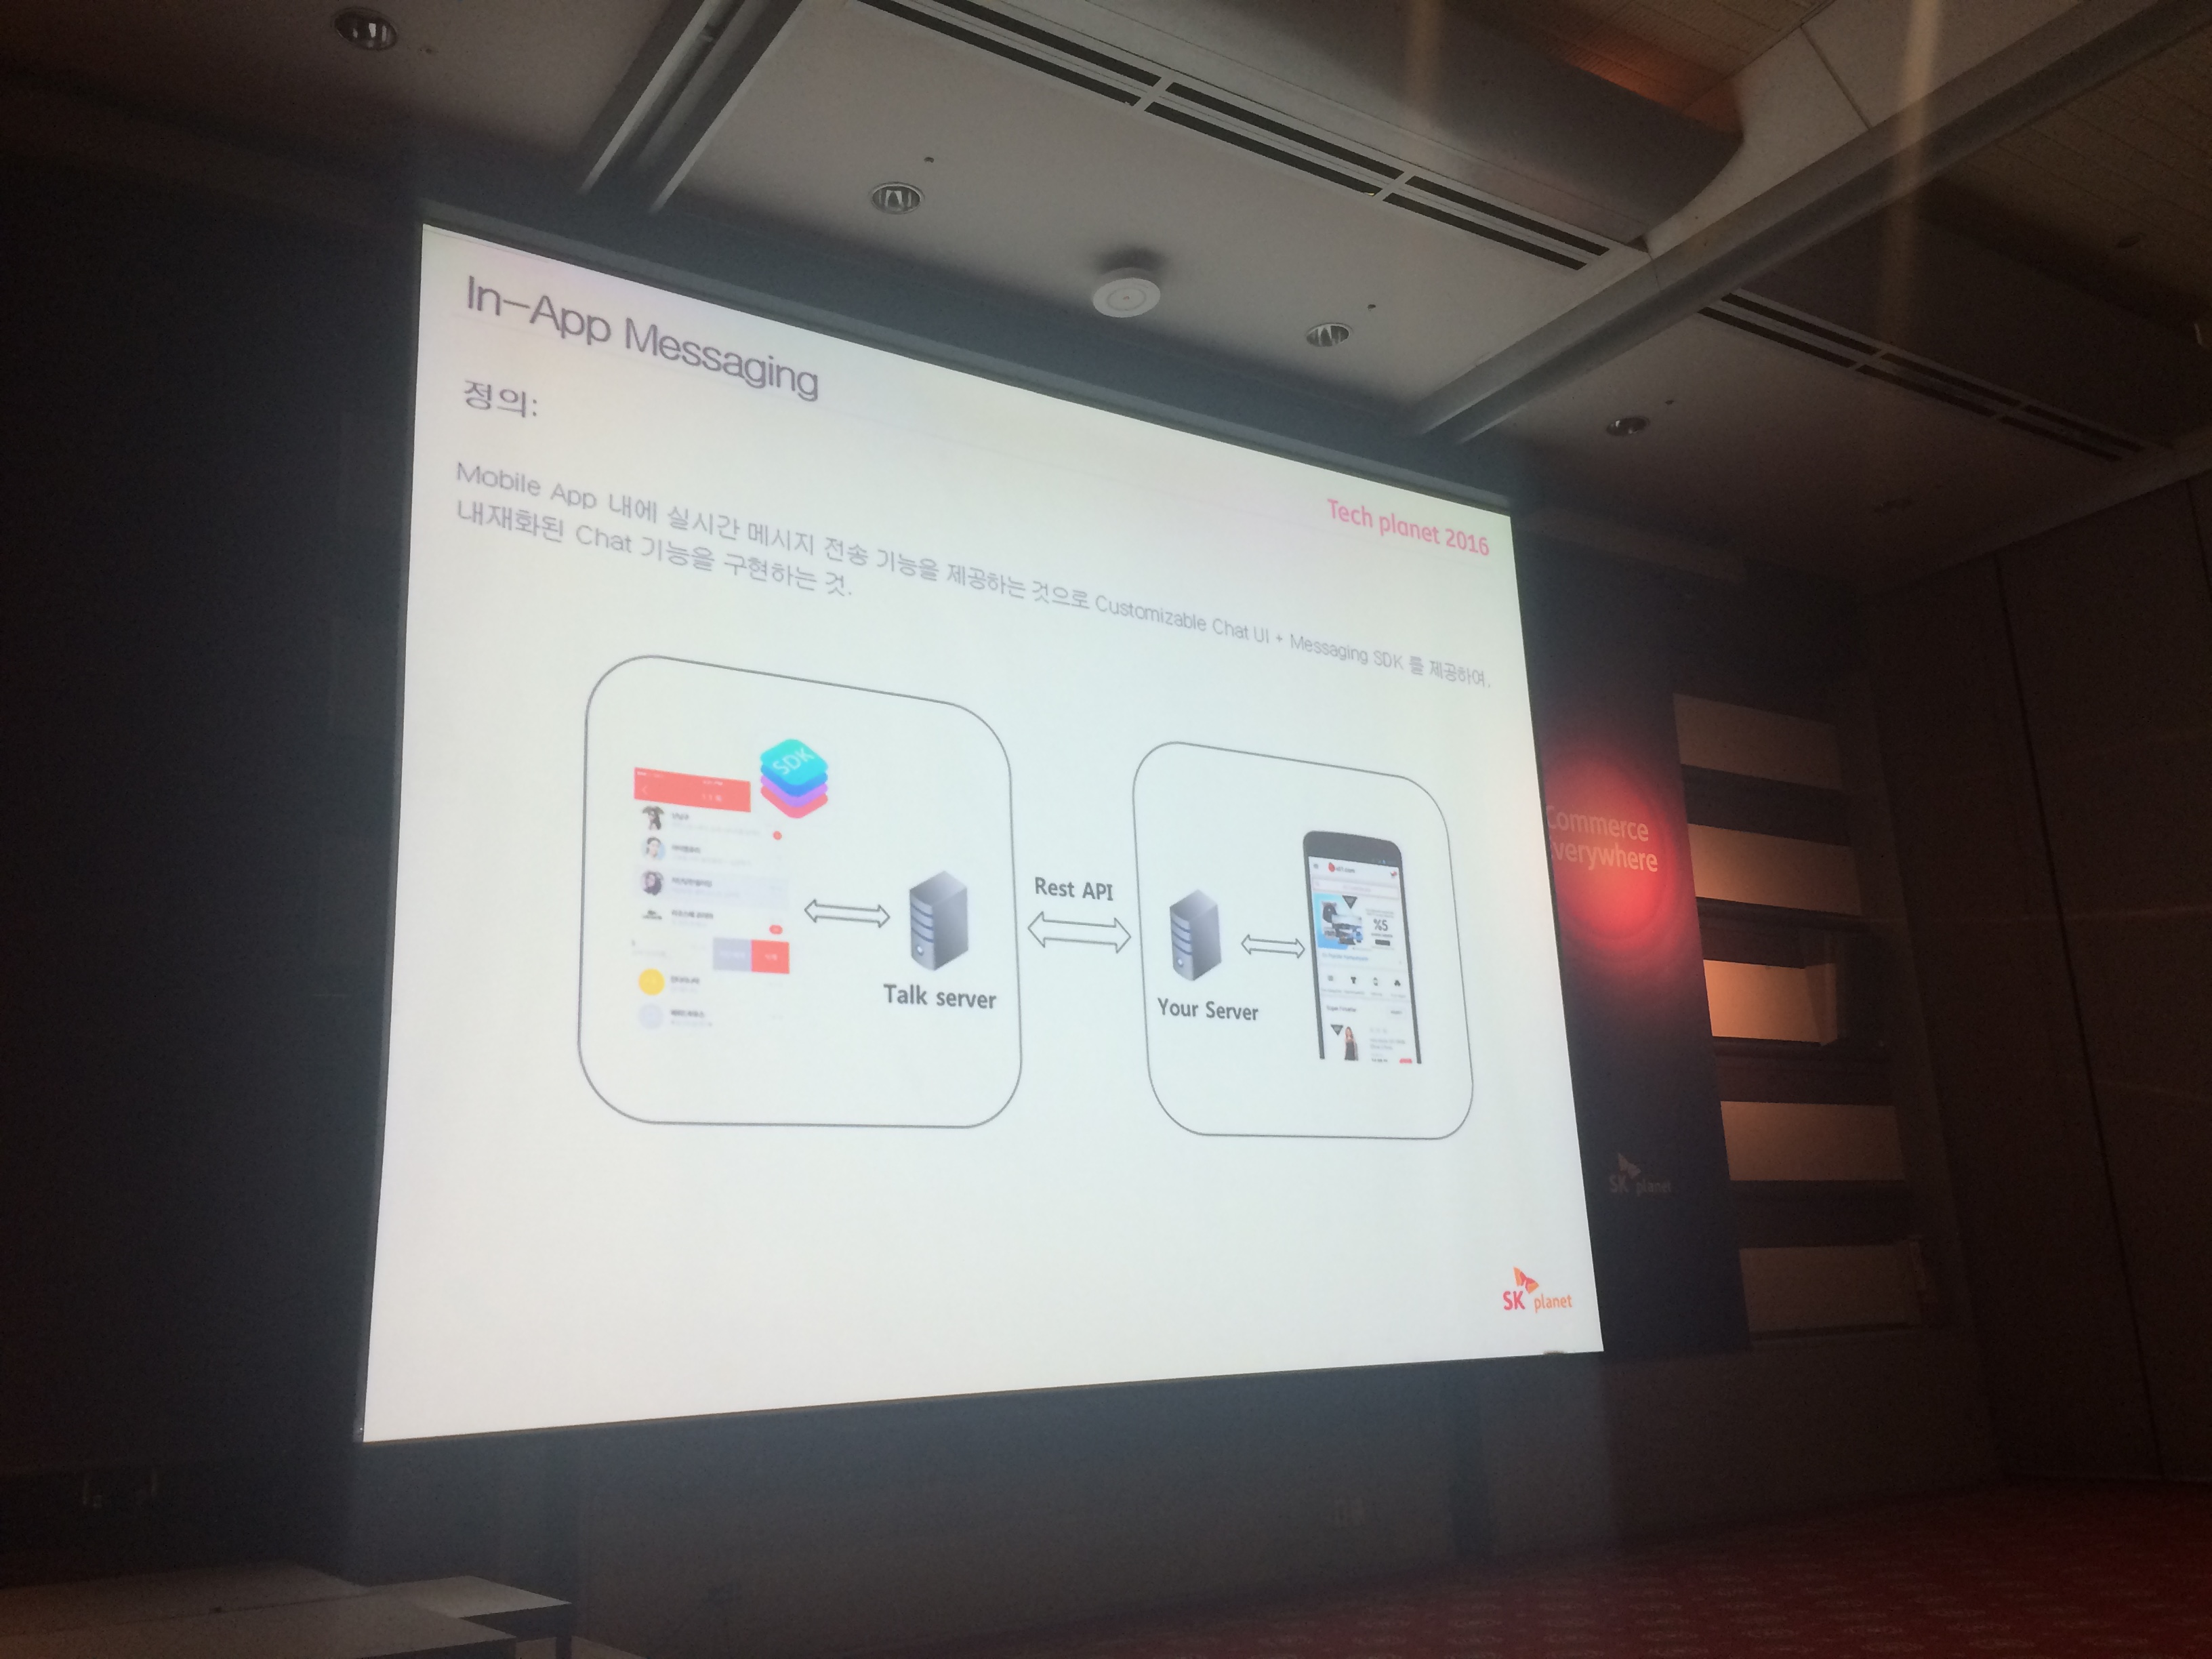 In-App Messaging
정의:
Tech planet 2016
Mobile App 내에 실시간 메시지 전송 기능을 제공하는 것으로 Customizable Chat UI + Messaging SDK 를 제공하여.
내재화된 Chat 기능을 구현하는 것.
SDK
Talk server
Rest API
Your Server
%5
Commerce
everywhere
SK planet
SK planet